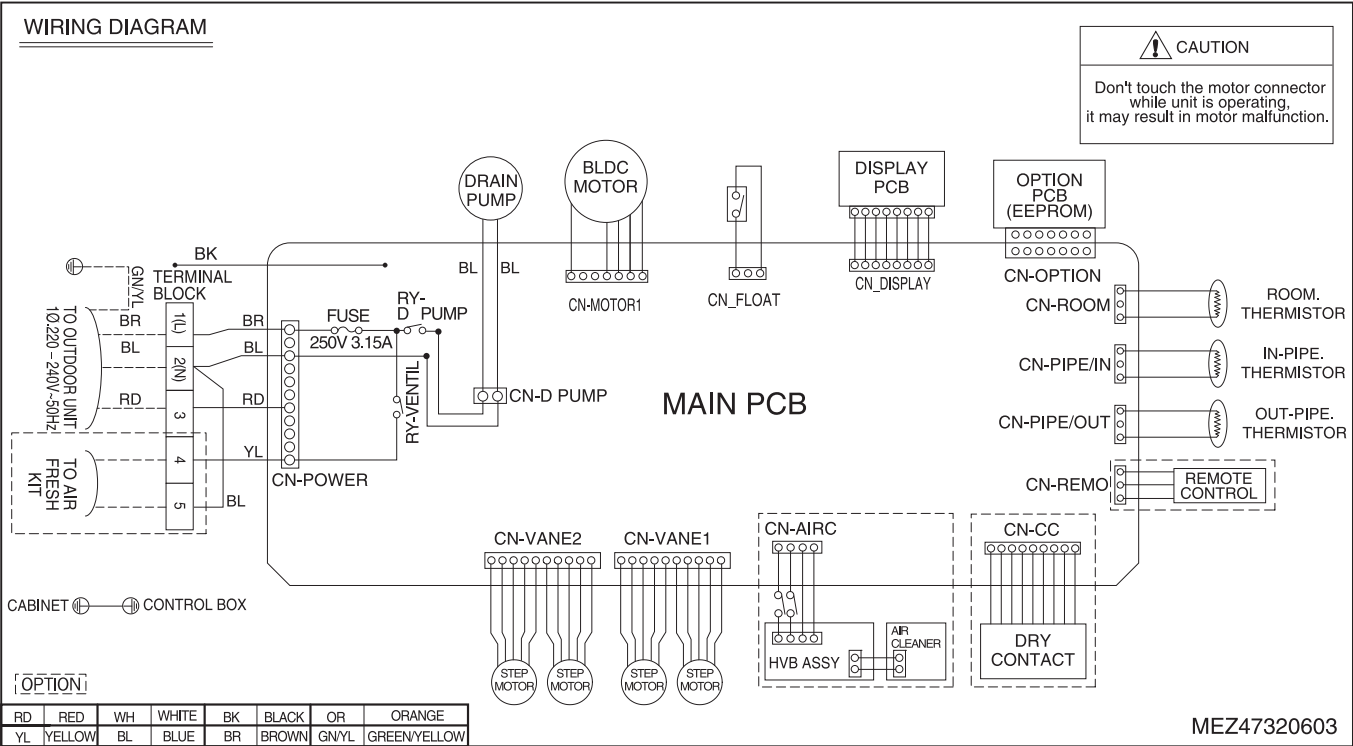 WIRING DIAGRAM
CAUTION
Don't touch the motor connector
while unit is operating,
it may result in motor malfunction.
DRAIN
PUMP
BLDC
MOTOR
DISPLAY
PCB
OPTION
PCB
(EEPROM)
BK
BL
BL
CN-MOTOR1
CN_FLOAT
CN_DISPLAY
CN-OPTION
GN/YL
TERMINAL
BLOCK
TO OUTDOOR UNIT
1Ø.220 – 240V~50Hz
BR
BL
RD
1(L)
2(N)
3
4
5
BR
BL
RD
YL
BL
TO AIR
FRESH
KIT
FUSE
250V 3.15A
RY-
D PUMP
RY-VENTIL
CN-D PUMP
CN-POWER
MAIN PCB
CN-ROOM
ROOM.
THERMISTOR
CN-PIPE/IN
IN-PIPE.
THERMISTOR
CN-PIPE/OUT
OUT-PIPE.
THERMISTOR
CN-REMO
REMOTE
CONTROL
CN-VANE2
CN-VANE1
CN-AIRC
CN-CC
STEP
MOTOR
STEP
MOTOR
STEP
MOTOR
STEP
MOTOR
HVB ASSY
AIR
CLEANER
DRY
CONTACT
CABINET
CONTROL BOX
OPTION
RD RED WH WHITE BK BLACK OR ORANGE
YL YELLOW BL BLUE BR BROWN GN/YL GREEN/YELLOW
MEZ47320603